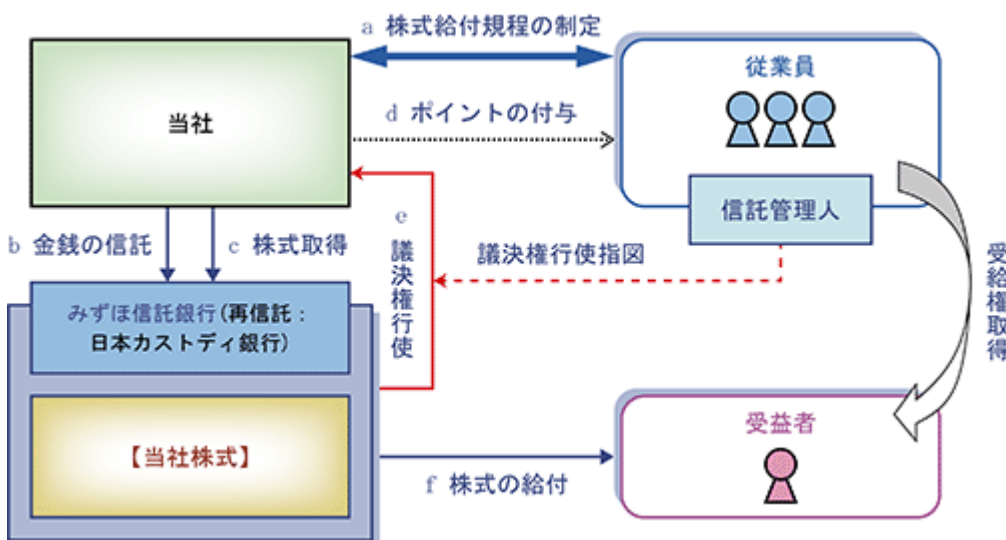 a 株式給付規程の制定
従業員
当社
d ポイントの付与
信託管理人
e 議決権行使
b 金銭の信託
c 株式取得
議決権行使指図
受給権取得
みずほ信託銀行(再信託:
日本カストディ銀行)
【当社株式】
受益者
f 株式の給付